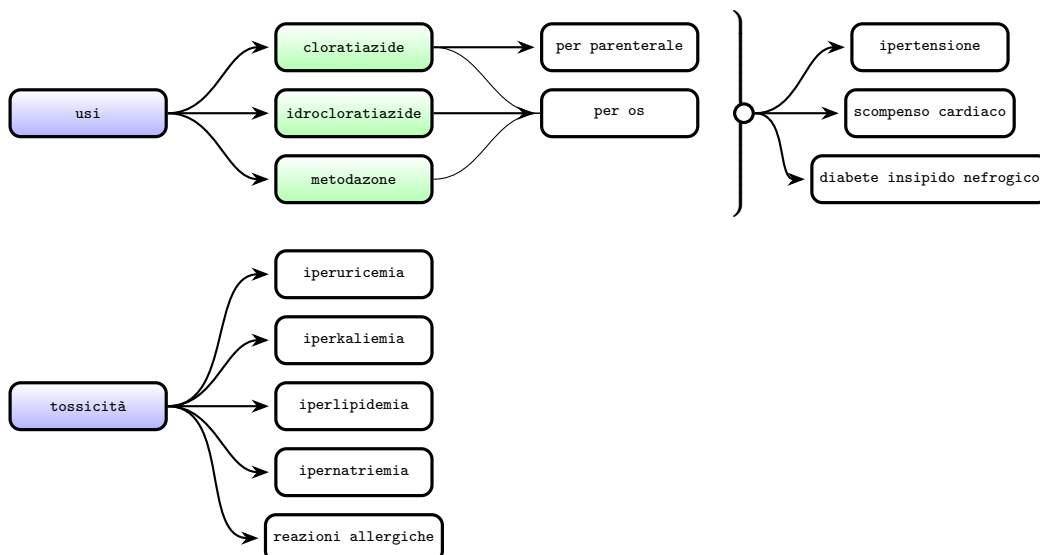 cloratiazide
per parenterale
ipertensione
usi
idrocloratiazide
per os
scompenso cardiaco
metodazone
diabete insipido nefrogico
iperuricemia
iperkaliemia
tossicità
iperlipidemia
ipernatriemia
reazioni allergiche